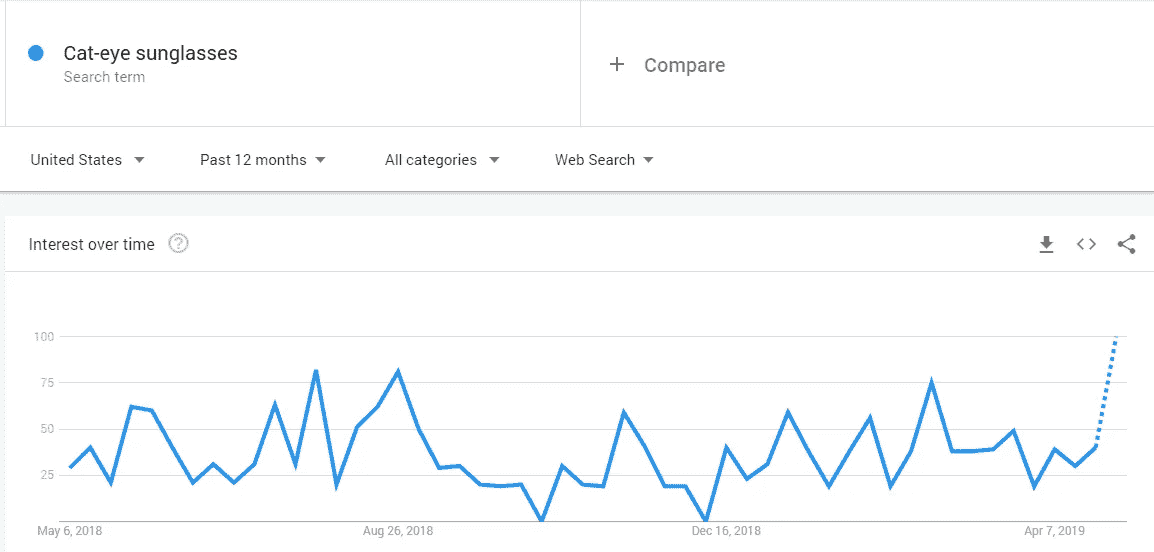 Cat-eye sunglasses
Search term
+ Compare
United States Past 12 months All categories Web Search
Interest over time ?
100
75
50
25
May 6, 2018 Aug 26, 2018 Dec 16, 2018 Apr 7, 2019